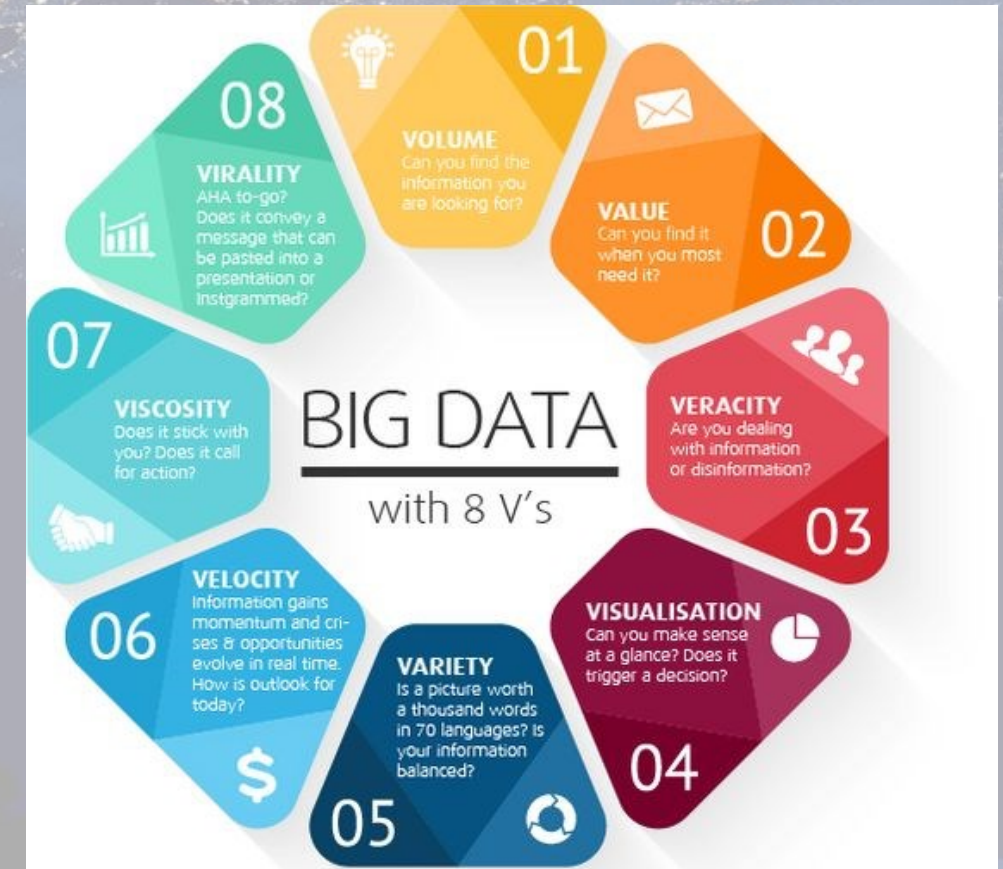 BIG DATA
with 8 V's
01
VOLUME
Can you find the
information you
are looking for?
VALUE
Can you find it
when you most
need it?
02
VERACITY
Are you dealing
with information
or disinformation?
03
VISUALISATION
Can you make sense
at a glance? Does it
trigger a decision?
04
VARIETY
Is a picture worth
a thousand words
in 70 languages? Is
your information
balanced?
05
VELOCITY
Information gains
momentum and cri-
ses & opportunities
evolve in real time.
How is outlook for
today?
06
07
VISCOSITY
Does it stick with
you? Does it call
for action?
08
VIRALITY
AHA to-go?
Does it convey a
message that can
be pasted into a
presentation or
Instgrammed?